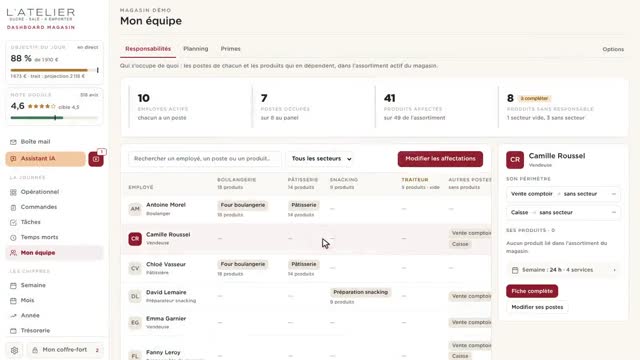 L'ATELIER
SUCRÉ - SALÉ - À EMPORTER
DASHBOARD MAGASIN
OBJECTIF DU JOUR en direct
88 % de 1 910 €
1 675 € · trait : projection 2 118 €
NOTE GOOGLE 318 avis
4,6 ★★★★☆ cible 4,3
Boîte mail
Assistant IA 1
LA JOURNÉE
Opérationnel
Commandes
Tâches
Temps morts
Mon équipe
LES CHIFFRES
Semaine
Mois
Année
Trésorerie
Mon coffre-fort 2
MAGASIN DÉMO
Mon équipe
Responsabilités Planning Primes Options
Qui s'occupe de quoi : les postes de chacun et les produits qui en dépendent, dans l'assortiment actif du magasin.
10
EMPLOYÉS ACTIFS
chacun a un poste
7
POSTES OCCUPÉS
sur 8 au panel
41
PRODUITS AFFECTÉS
sur 49 de l'assortiment
8 À compléter
PRODUITS SANS RESPONSABLE
1 secteur vide, 3 sans secteur
Rechercher un employé, un poste ou un produit…
Tous les secteurs
Modifier les affectations
EMPLOYÉ
BOULANGERIE
18 produits
PÂTISSERIE
14 produits
SNACKING
9 produits
TRAITEUR
5 produits · vide
AUTRES POSTES
sans produits
AM Antoine Morel
Boulanger
Four boulangerie
18 produits
Pâtisserie
14 produits
— — —
CR Camille Roussel
Vendeuse
— — — —
Vente comptoir
Caisse
CV Chloé Vasseur
Pâtissière
Four boulangerie
18 produits
Pâtisserie
14 produits
— — —
DL David Lemaire
Préparateur snacking
— —
Préparation snacking
9 produits
—
Vente comptoir
EG Emma Garnier
Vendeuse
— — — —
Vente comptoir
FL Fanny Leroy
Vente comptoir
CR Camille Roussel
Vendeuse
SON PÉRIMÈTRE
Vente comptoir → sans secteur —
Caisse → sans secteur —
SES PRODUITS · 0
Aucun produit lié dans l'assortiment du magasin.
Semaine : 24 h · 4 services ›
Fiche complète
Modifier ses postes